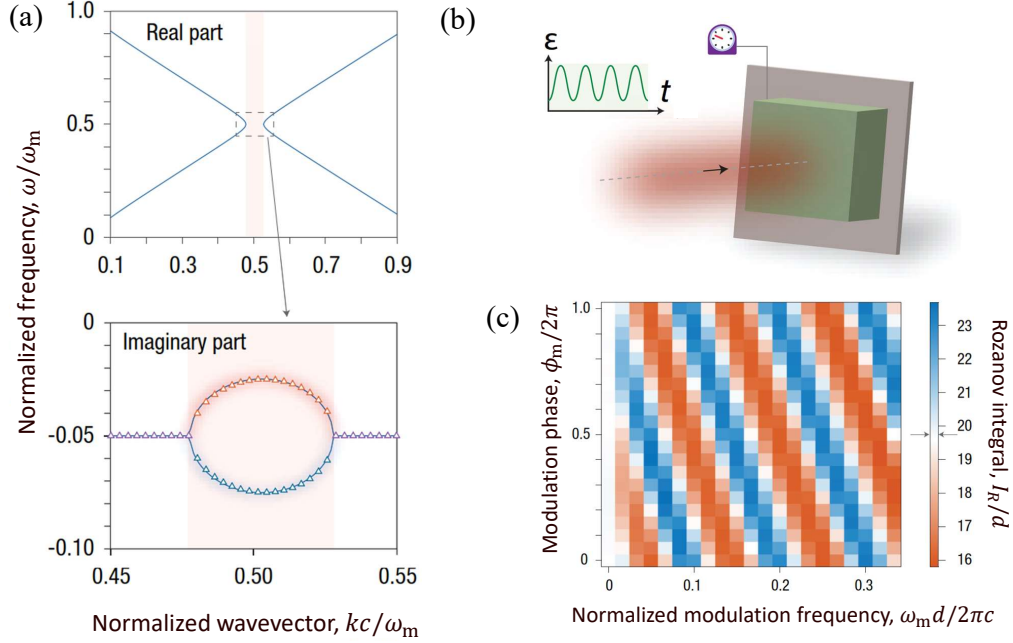 (a)
1.0
Real part
0.5
0
0.1
0.3
0.5
0.7
0.9
Normalized frequency, ω/ωm
0
Imaginary part
-0.05
-0.10
0.45
0.50
0.55
Normalized wavevector, kc/ωm
(b)
ε
t
(c)
1.0
0.5
0
0
0.1
0.2
0.3
Modulation phase, ϕm/2π
Normalized modulation frequency, ωmd/2πc
23
22
21
20
19
18
17
16
Rozanov integral, IR/d